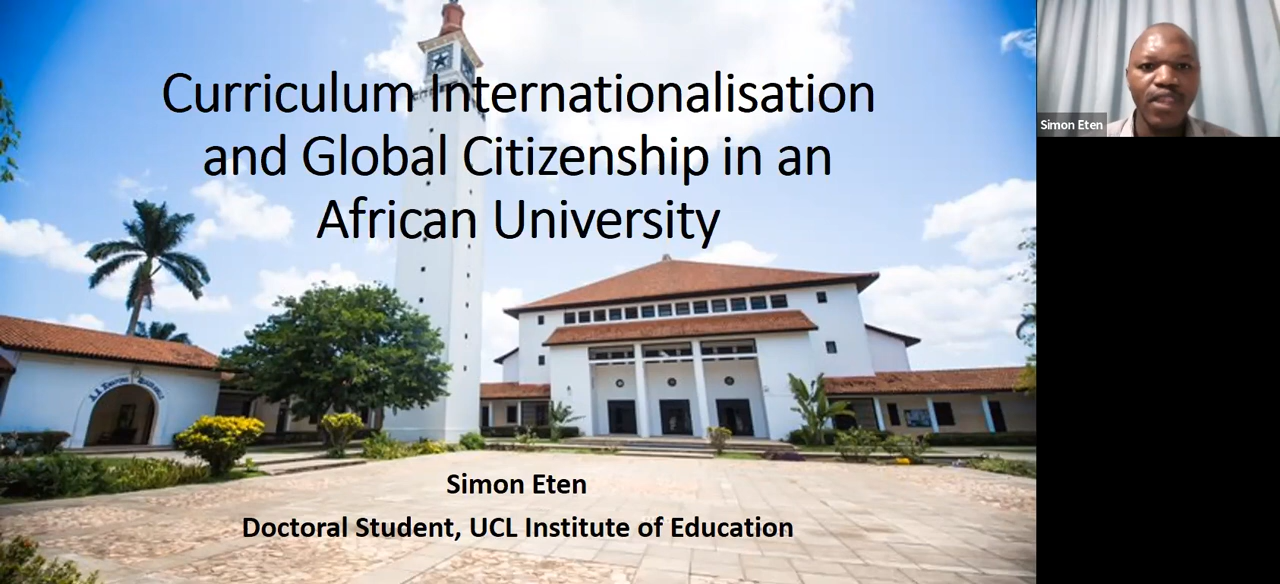 Curriculum Internationalisation
and Global Citizenship in an
African University
Simon Eten
Doctoral Student, UCL Institute of Education
Simon Eten